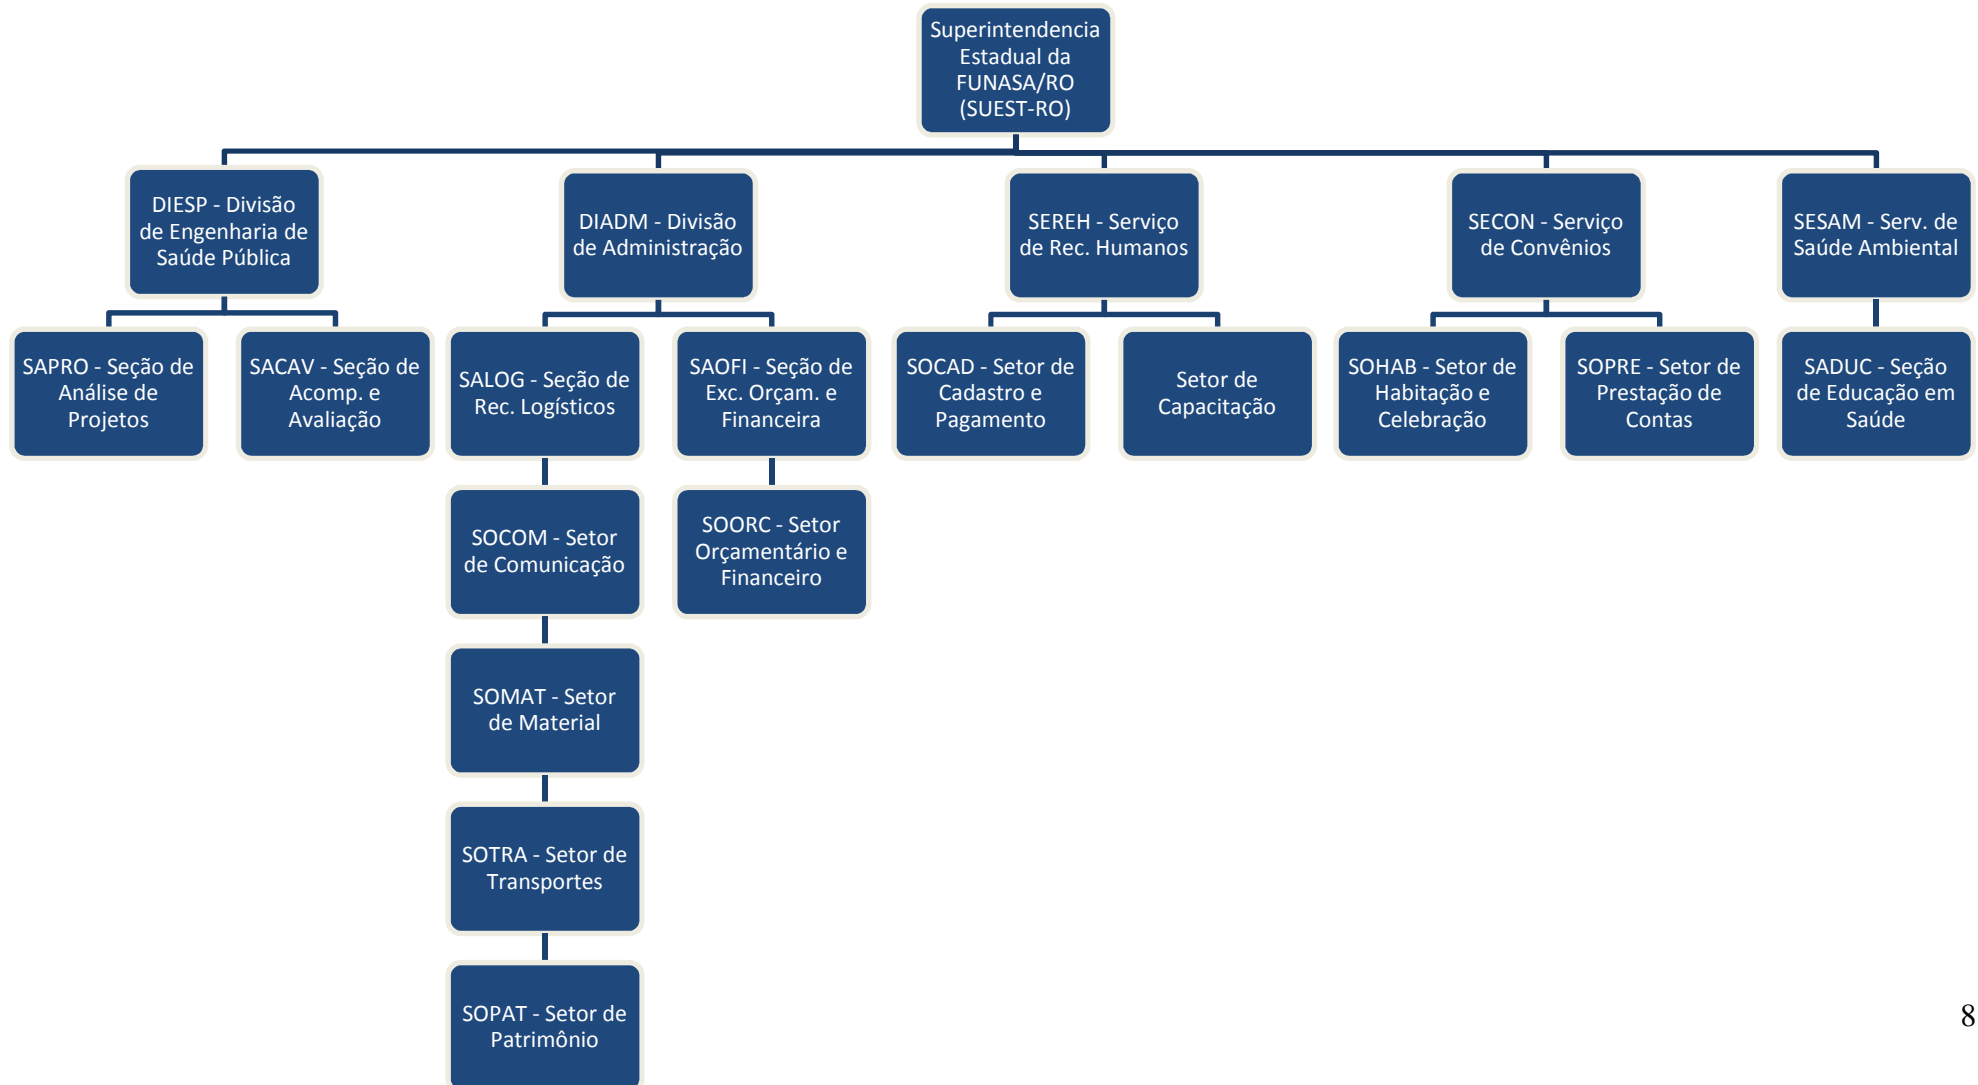 Superintendencia
Estadual da
FUNASA/RO
(SUEST-RO)
DIESP - Divisão
de Engenharia de
Saúde Pública
DIADM - Divisão
de Administração
SEREH - Serviço
de Rec. Humanos
SECON - Serviço
de Convênios
SESAM - Serv. de
Saúde Ambiental
SAPRO - Seção de
Análise de
Projetos
SACAV - Seção de
Acomp. e
Avaliação
SALOG - Seção de
Rec. Logísticos
SAOFI - Seção de
Exc. Orçam. e
Financeira
SOCAD - Setor de
Cadastro e
Pagamento
Setor de
Capacitação
SOHAB - Setor de
Habitação e
Celebração
SOPRE - Setor de
Prestação de
Contas
SADUC - Seção
de Educação em
Saúde
SOCOM - Setor
de Comunicação
SOORC - Setor
Orçamentário e
Financeiro
SOMAT - Setor
de Material
SOTRA - Setor de
Transportes
SOPAT - Setor de
Patrimônio
8